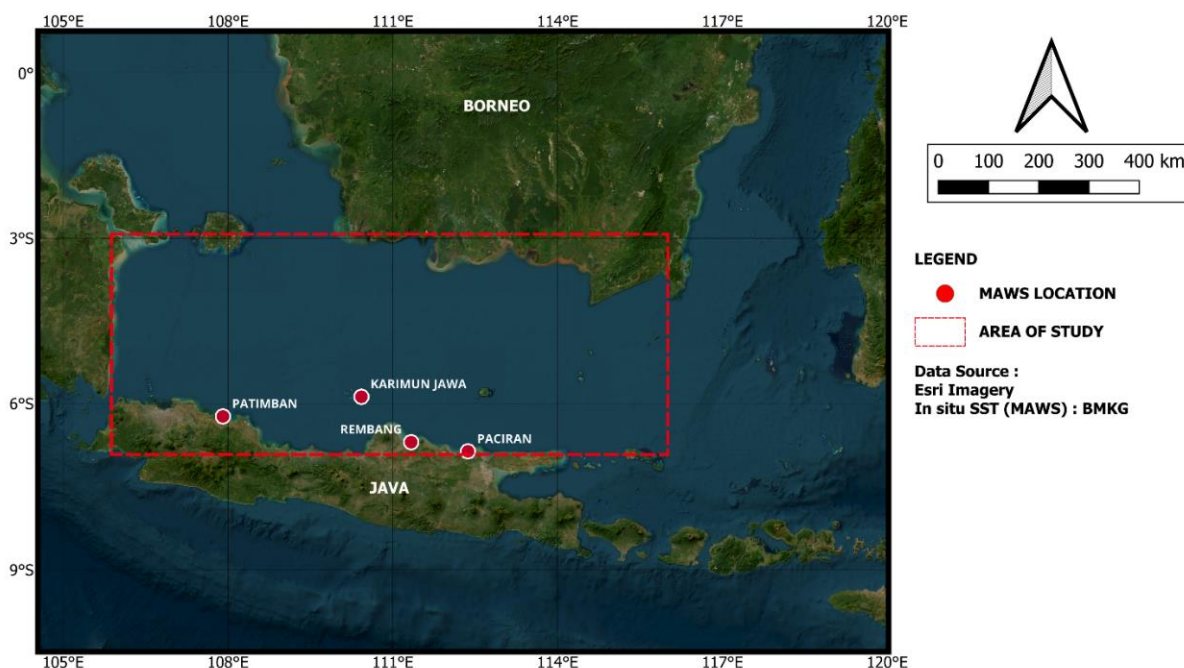 105°E 108°E 111°E 114°E 117°E 120°E
0°
BORNEO
0 100 200 300 400 km
3°S
LEGEND
MAWS LOCATION
AREA OF STUDY
Data Source :
Esri Imagery
In situ SST (MAWS) : BMKG
KARIMUN JAWA
6°S
PATIMBAN
REMBANG
PACIRAN
JAVA
9°S
105°E 108°E 111°E 114°E 117°E 120°E